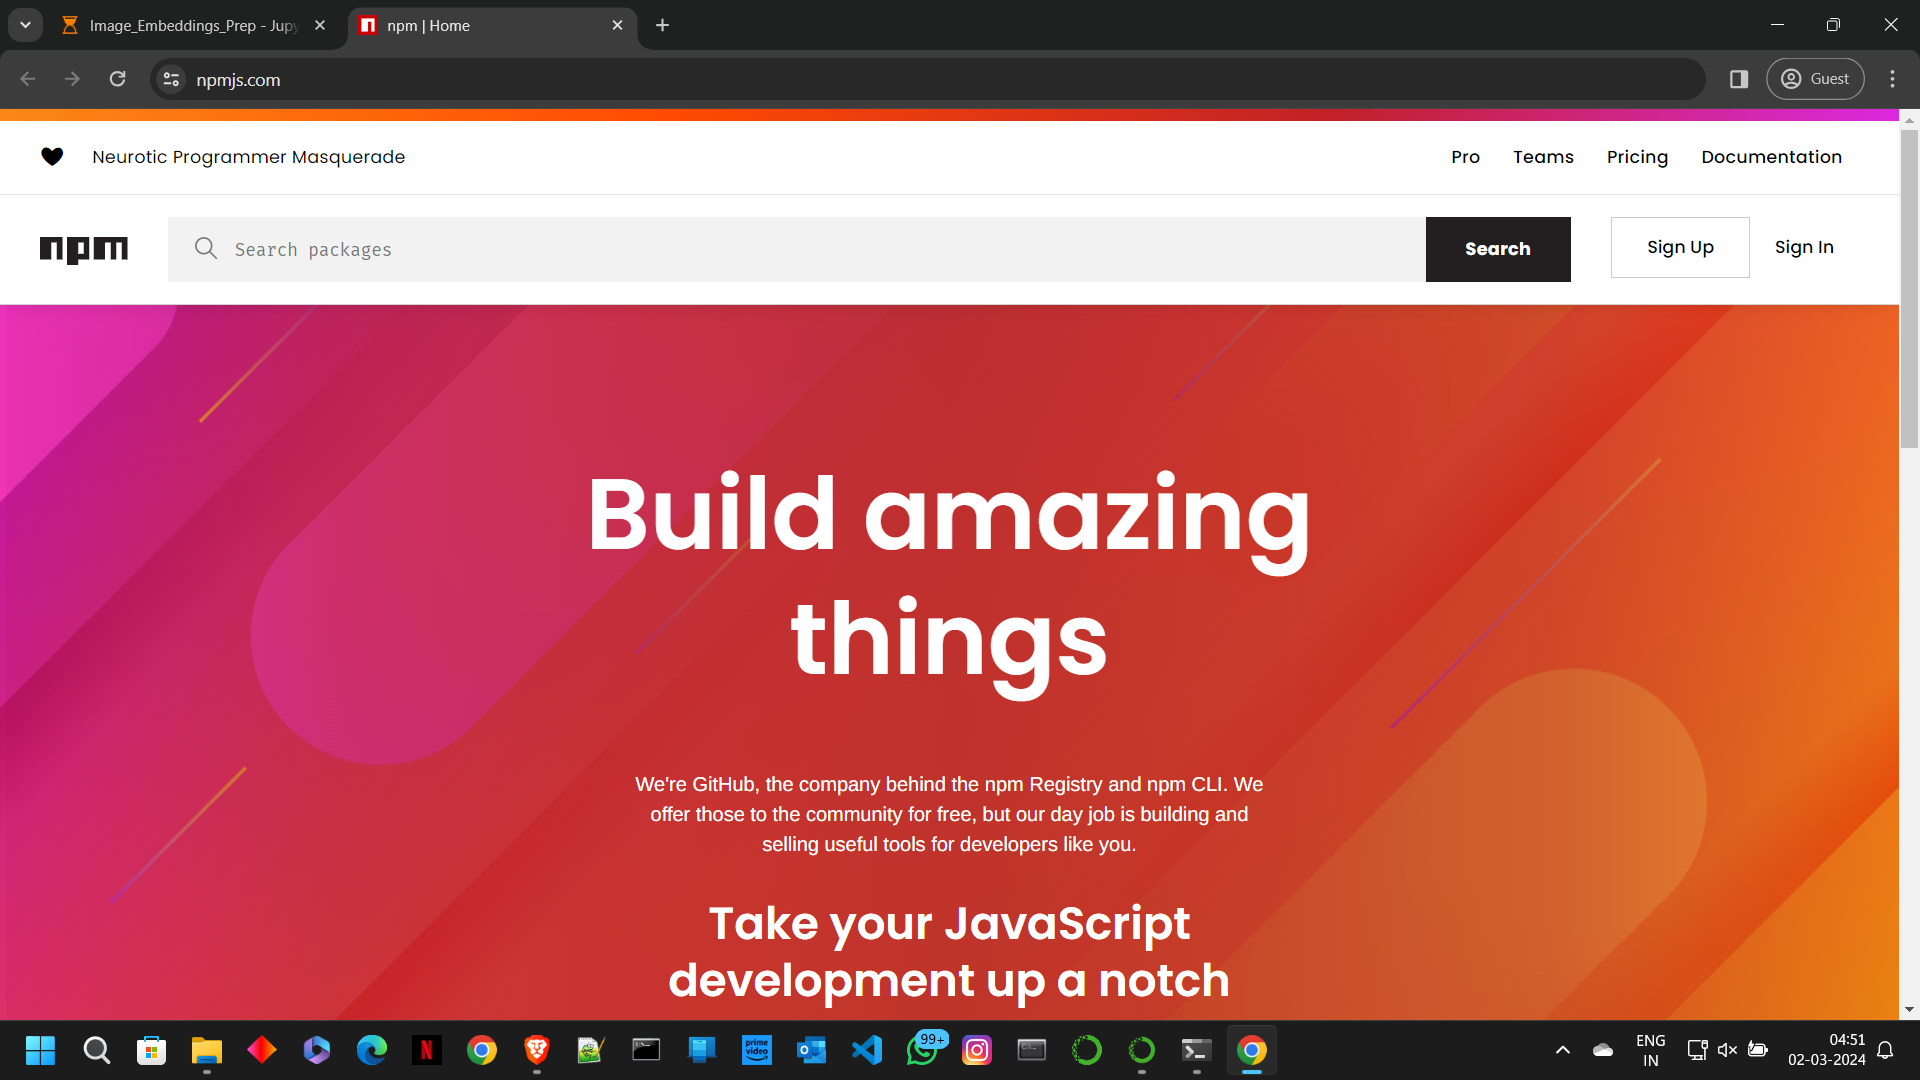 Image_Embeddings_Prep - Jupy
npm | Home
npmjs.com
Guest
Neurotic Programmer Masquerade
Pro
Teams
Pricing
Documentation
npm
Search packages
Search
Sign Up
Sign In
Build amazing
things
We're GitHub, the company behind the npm Registry and npm CLI. We
offer those to the community for free, but our day job is building and
selling useful tools for developers like you.
Take your JavaScript
development up a notch
prime
video
99+
ENG
IN
04:51
02-03-2024